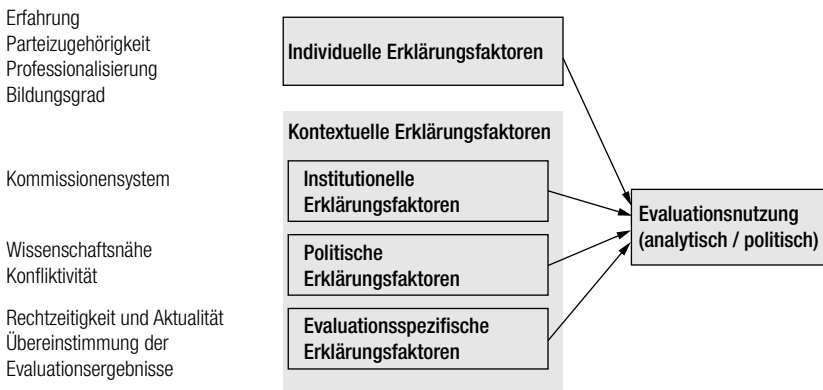 Erfahrung
Parteizugehörigkeit
Professionalisierung
Bildungsgrad
Individuelle Erklärungsfaktoren
Kontextuelle Erklärungsfaktoren
Kommissionensystem
Institutionelle
Erklärungsfaktoren
Wissenschaftsnähe
Konfliktivität
Politische
Erklärungsfaktoren
Rechtzeitigkeit und Aktualität
Übereinstimmung der
Evaluationsergebnisse
Evaluationsspezifische
Erklärungsfaktoren
Evaluationsnutzung
(analytisch / politisch)